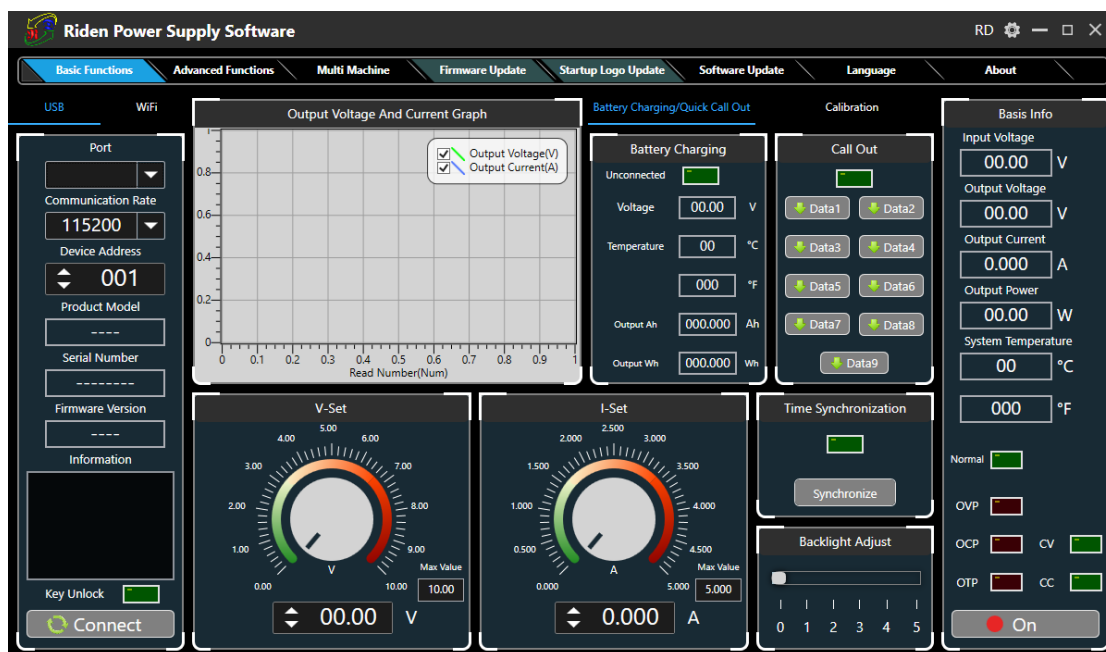 Riden Power Supply Software
RD
Basic Functions
Advanced Functions
Multi Machine
Firmware Update
Startup Logo Update
Software Update
Language
About
USB
WiFi
Port
Communication Rate
115200
Device Address
001
Product Model
----
Serial Number
--------
Firmware Version
----
Information
Key Unlock
Connect
Output Voltage And Current Graph
Output Voltage(V)
Output Current(A)
1
0.8
0.6
0.4
0.2
0
0 0.1 0.2 0.3 0.4 0.5 0.6 0.7 0.8 0.9 1
Read Number(Num)
V-Set
0.00
1.00
2.00
3.00
4.00
5.00
6.00
7.00
8.00
9.00
10.00
V
Max Value
10.00
00.00 V
I-Set
0.000
0.500
1.000
1.500
2.000
2.500
3.000
3.500
4.000
4.500
5.000
A
Max Value
5.000
0.000 A
Battery Charging/Quick Call Out
Calibration
Battery Charging
Unconnected
Voltage 00.00 V
Temperature 00 °C
000 °F
Output Ah 000.000 Ah
Output Wh 000.000 Wh
Call Out
Data1 Data2
Data3 Data4
Data5 Data6
Data7 Data8
Data9
Time Synchronization
Synchronize
Backlight Adjust
0 1 2 3 4 5
Basis Info
Input Voltage
00.00 V
Output Voltage
00.00 V
Output Current
0.000 A
Output Power
00.00 W
System Temperature
00 °C
000 °F
Normal
OVP
OCP CV
OTP CC
On